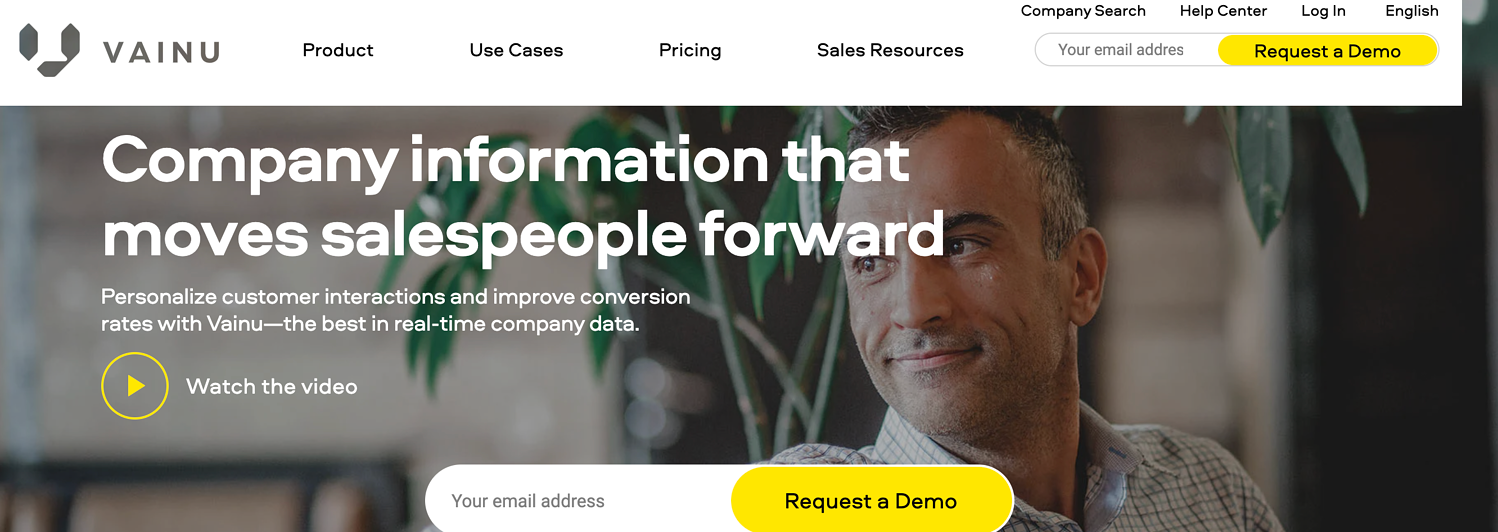 Company Search Help Center Log In English
VAINU Product Use Cases Pricing Sales Resources Your email addres Request a Demo
Company information that
moves salespeople forward
Personalize customer interactions and improve conversion
rates with Vainu—the best in real-time company data.
Watch the video
Your email address Request a Demo